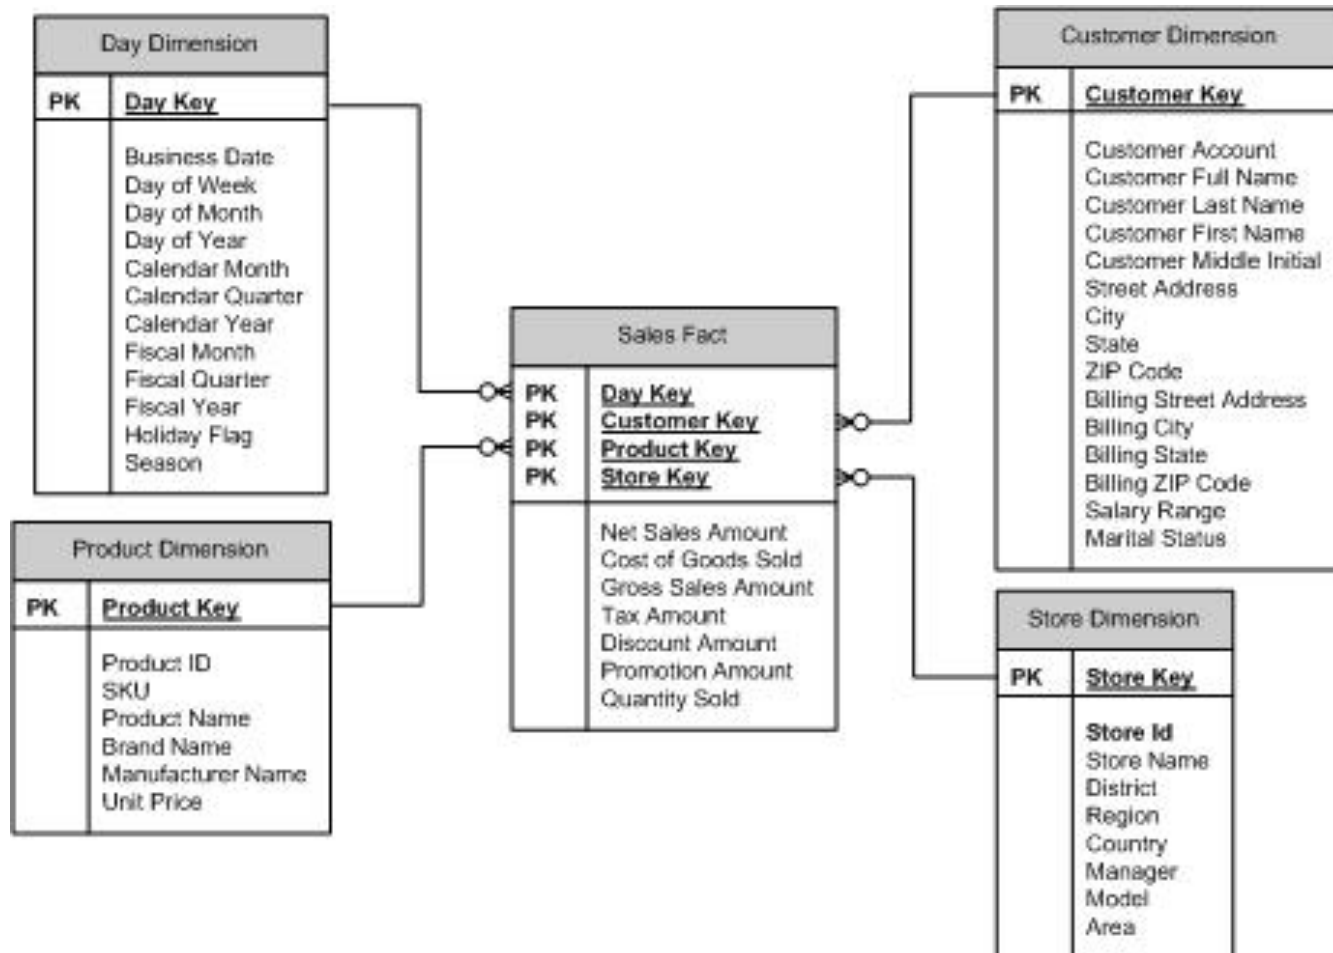 Day Dimension
PK Day Key
Business Date
Day of Week
Day of Month
Day of Year
Calendar Month
Calendar Quarter
Calendar Year
Fiscal Month
Fiscal Quarter
Fiscal Year
Holiday Flag
Season
Product Dimension
PK Product Key
Product ID
SKU
Product Name
Brand Name
Manufacturer Name
Unit Price
Sales Fact
PK Day Key
PK Customer Key
PK Product Key
PK Store Key
Net Sales Amount
Cost of Goods Sold
Gross Sales Amount
Tax Amount
Discount Amount
Promotion Amount
Quantity Sold
Customer Dimension
PK Customer Key
Customer Account
Customer Full Name
Customer Last Name
Customer First Name
Customer Middle Initial
Street Address
City
State
ZIP Code
Billing Street Address
Billing City
Billing State
Billing ZIP Code
Salary Range
Marital Status
Store Dimension
PK Store Key
Store Id
Store Name
District
Region
Country
Manager
Model
Area